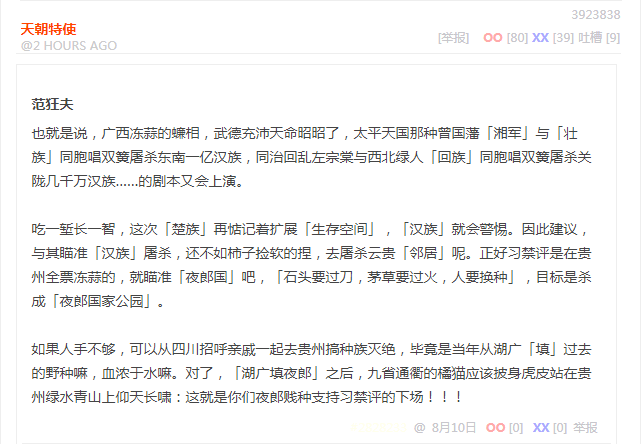 3923838
天朝特使
@2 HOURS AGO
[举报] OO [80] XX [39] 吐槽 [9]
范狂夫
也就是说，广西冻蒜的蠊相，武德充沛天命昭昭了，太平天国那种曾国藩「湘军」与「壮
族」同胞唱双簧屠杀东南一亿汉族，同治回乱左宗棠与西北绿人「回族」同胞唱双簧屠杀关
陇几千万汉族……的剧本又会上演。
吃一堑长一智，这次「楚族」再惦记着扩展「生存空间」，「汉族」就会警惕。因此建议，
与其瞄准「汉族」屠杀，还不如柿子捡软的捏，去屠杀云贵「邻居」呢。正好习禁评是在贵
州全票冻蒜的，就瞄准「夜郎国」吧，「石头要过刀，茅草要过火，人要换种」，目标是杀
成「夜郎国家公园」。
如果人手不够，可以从四川招呼亲戚一起去贵州搞种族灭绝，毕竟是当年从湖广「填」过去
的野种嘛，血浓于水嘛。对了，「湖广填夜郎」之后，九省通衢的橘猫应该披身虎皮站在贵
州绿水青山上仰天长啸：这就是你们夜郎贱种支持习禁评的下场！！！
@ 8月10日 OO [0] XX [0] 举报